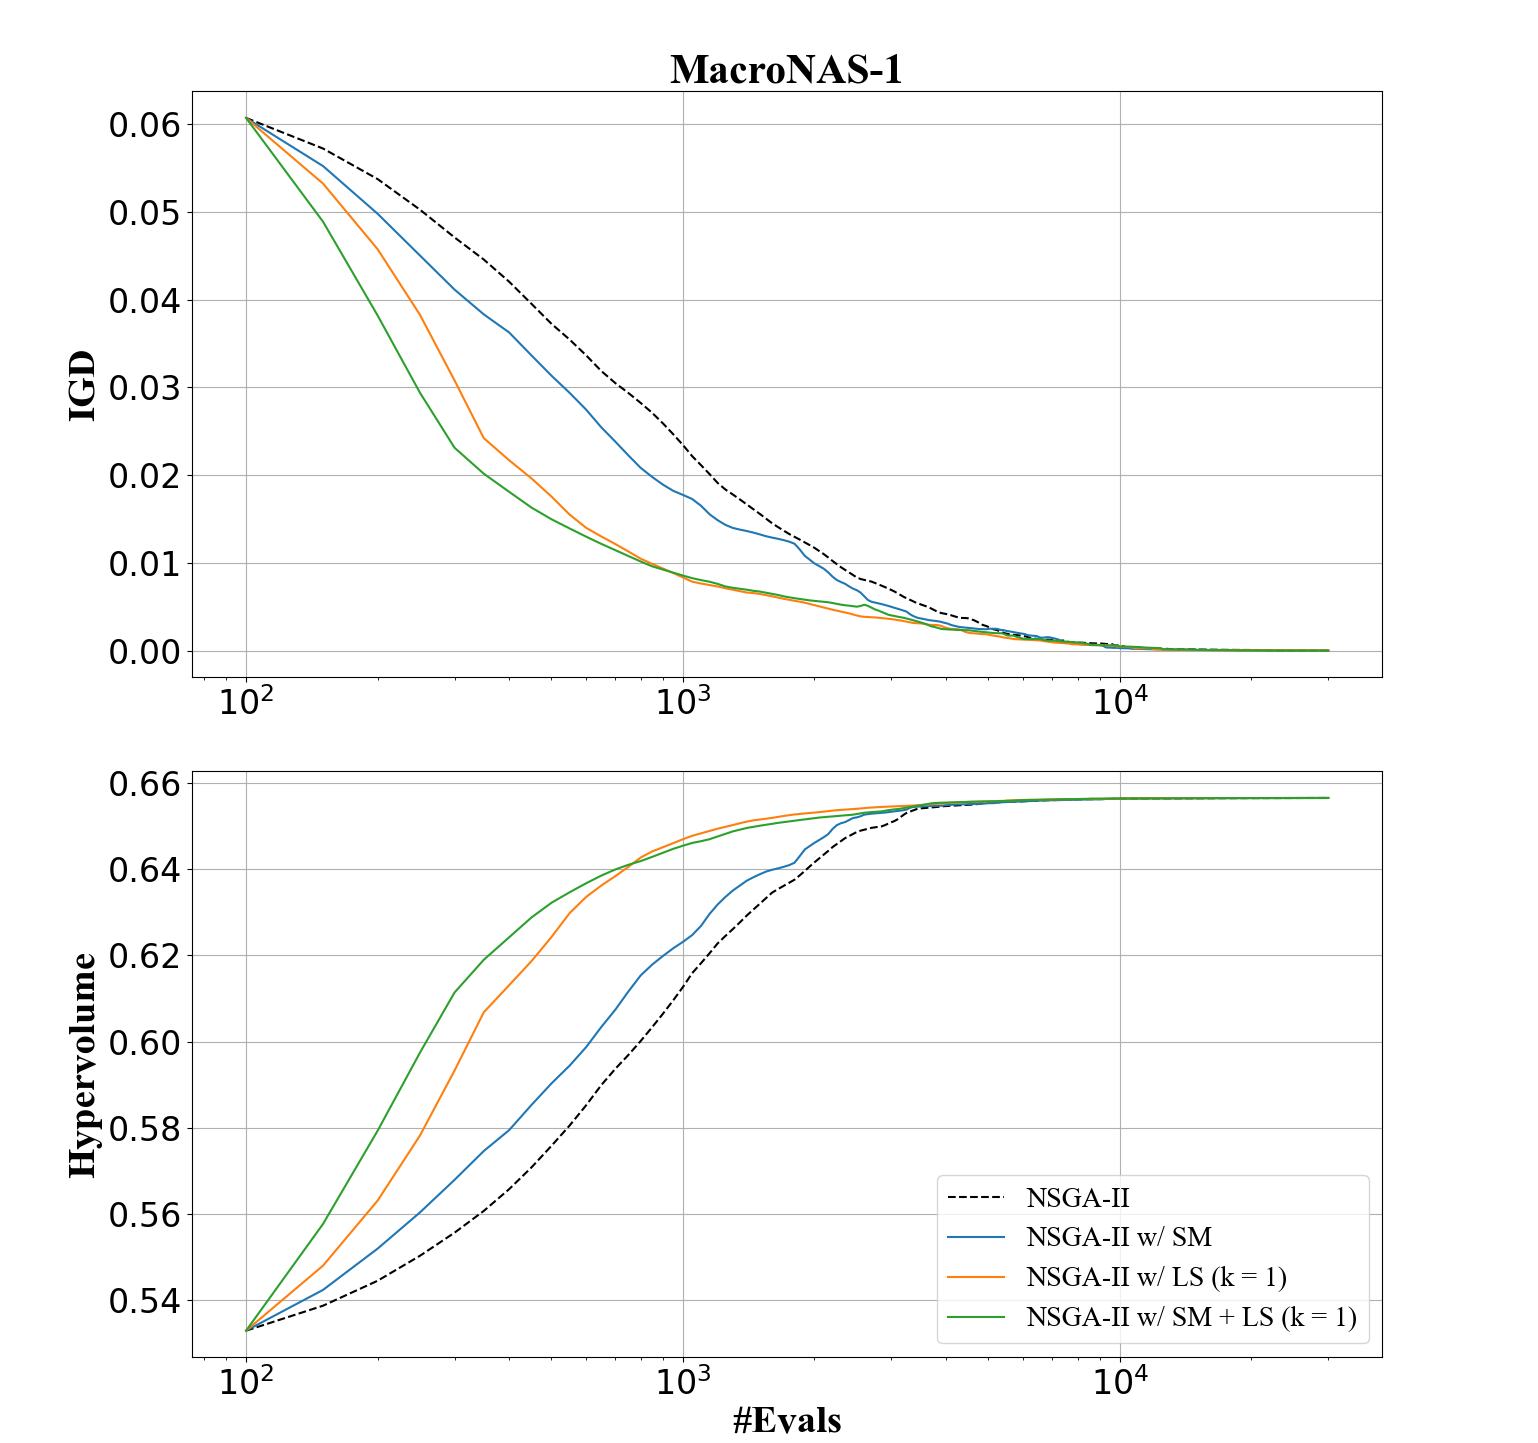 MacroNAS-1
0.06
0.05
0.04
0.03
0.02
0.01
0.00
IGD
10²
10³
10⁴
0.66
0.64
0.62
0.60
0.58
0.56
0.54
Hypervolume
NSGA-II
NSGA-II w/ SM
NSGA-II w/ LS (k = 1)
NSGA-II w/ SM + LS (k = 1)
10²
10³
10⁴
#Evals